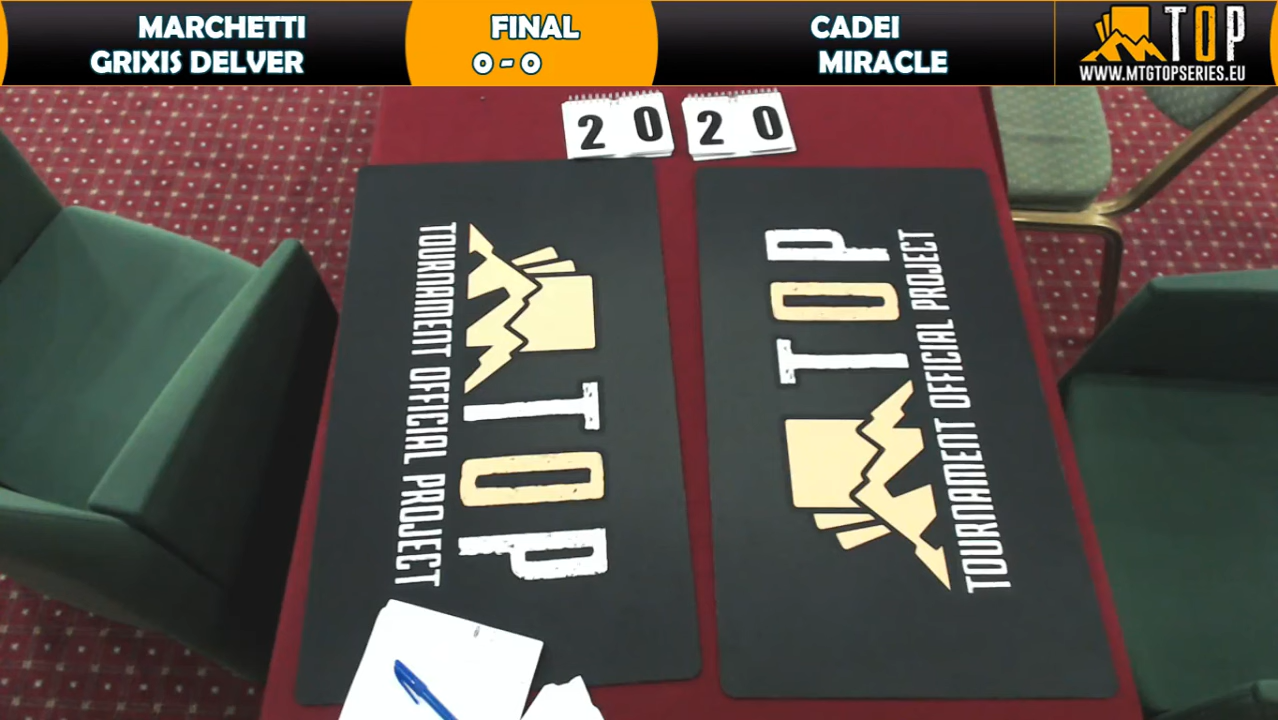 MARCHETTI
GRIXIS DELVER
FINAL
0 - 0
CADEI
MIRACLE
TOP
WWW.MTGTOPSERIES.EU
2 0
2 0
TOP
TOURNAMENT OFFICIAL PROJECT
TOP
TOURNAMENT OFFICIAL PROJECT